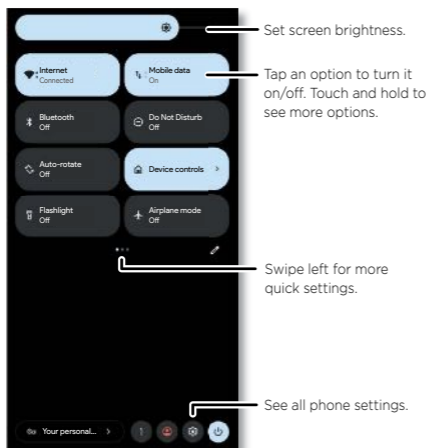 Set screen brightness.
Internet
Connected
Mobile data
On
Tap an option to turn it
on/off. Touch and hold to
see more options.
Bluetooth
Off
Do Not Disturb
Off
Auto-rotate
Off
Device controls
Flashlight
Off
Airplane mode
Off
Swipe left for more
quick settings.
Your personal...
See all phone settings.